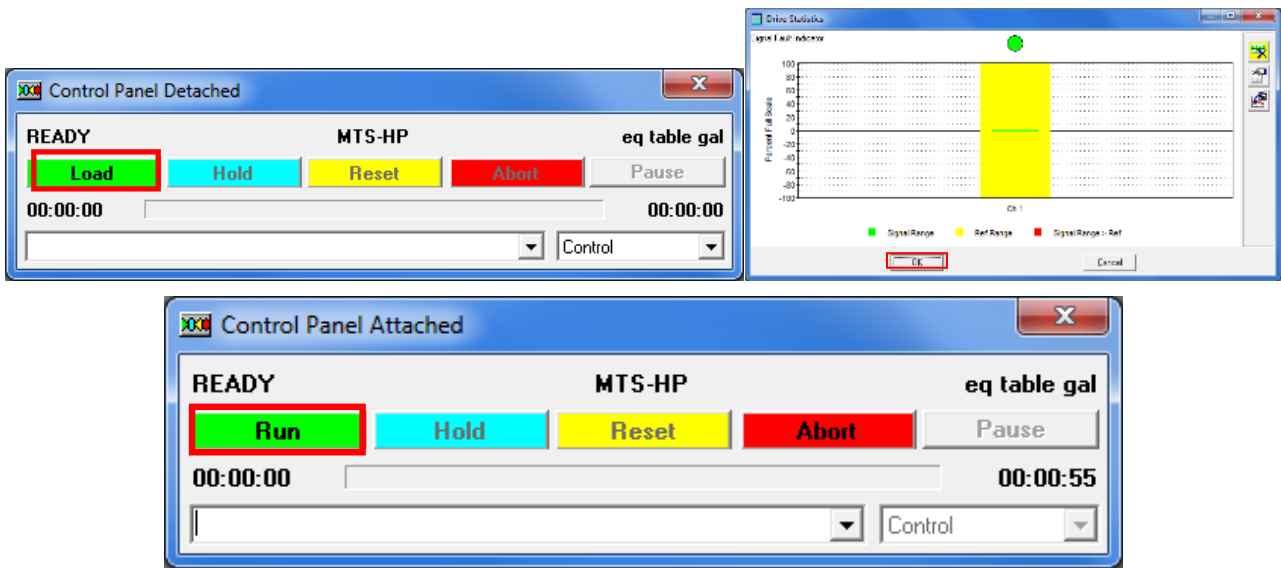 Control Panel Detached
READY MTS-HP eq table gal
Load Hold Reset Abort Pause
00:00:00 00:00:00
Control
Drive Statistics
Signal Fault Indicator
100
80
60
40
20
0
-20
-40
-60
-80
-100
Percent Full Scale
Ch 1
Signal Range Ref Range Signal Range > Ref
OK Cancel
Control Panel Attached
READY MTS-HP eq table gal
Run Hold Reset Abort Pause
00:00:00 00:00:55
Control